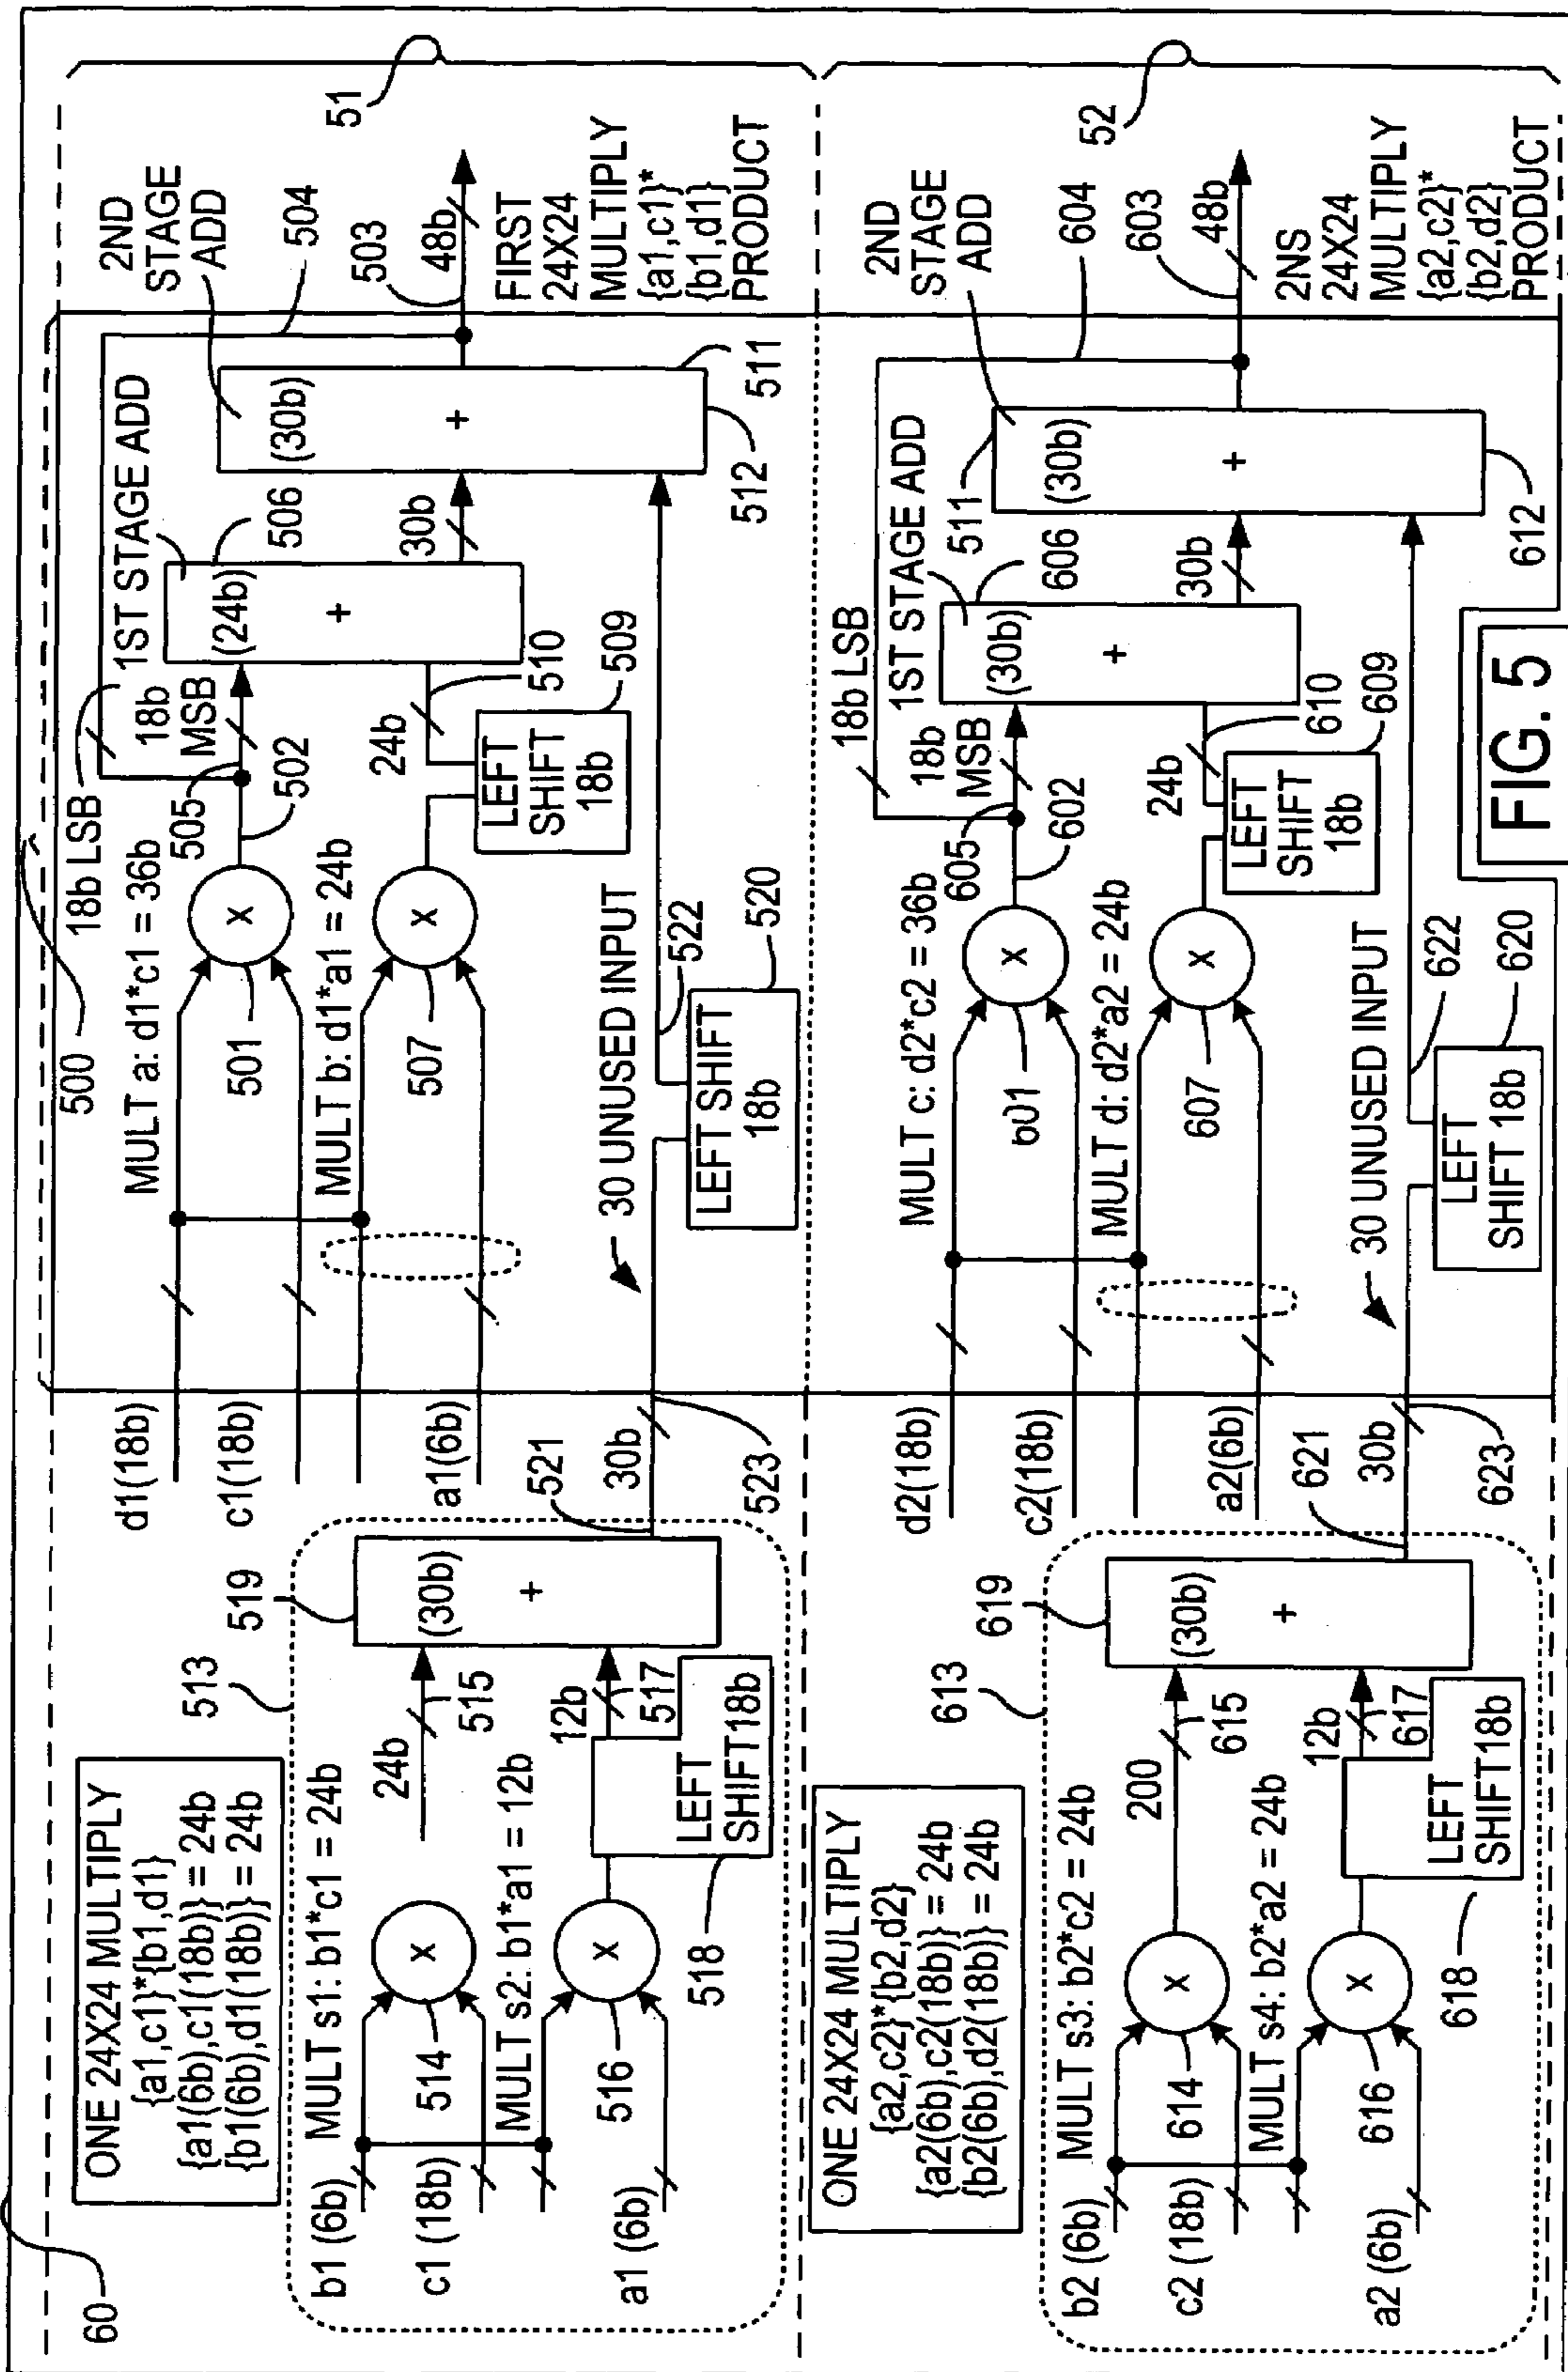 60
ONE 24X24 MULTIPLY
{a1,c1}*{b1,d1}
{a1(6b),c1(18b)} = 24b
{b1(6b),d1(18b)} = 24b
513
519
b1 (6b)
MULT s1: b1*c1 = 24b
c1 (18b)
514
x
24b
515
(30b)
+
MULT s2: b1*a1 = 12b
a1 (6b)
516
x
12b
517
LEFT
SHIFT18b
518
521
30b
523
500
d1(18b)
c1(18b)
a1(6b)
MULT a: d1*c1 = 36b
501
x
502
505
18b LSB
18b
MSB
MULT b: d1*a1 = 24b
507
x
24b
LEFT
SHIFT
18b
509
510
1ST STAGE ADD
(24b)
+
506
30b
30 UNUSED INPUT
LEFT SHIFT
18b
520
522
2ND
STAGE
ADD
(30b)
+
511
512
504
503
48b
51
FIRST
24X24
MULTIPLY
{a1,c1}*
{b1,d1}
PRODUCT
ONE 24X24 MULTIPLY
{a2,c2}*{b2,d2}
{a2(6b),c2(18b)} = 24b
{b2(6b),d2(18b)} = 24b
613
619
b2 (6b)
MULT s3: b2*c2 = 24b
c2 (18b)
614
x
200
615
(30b)
+
MULT s4: b2*a2 = 24b
a2 (6b)
616
x
12b
617
LEFT
SHIFT18b
618
621
30b
623
d2(18b)
c2(18b)
a2(6b)
MULT c: d2*c2 = 36b
601
x
602
605
18b LSB
18b
MSB
MULT d: d2*a2 = 24b
607
x
24b
LEFT
SHIFT
18b
609
610
1ST STAGE ADD
(30b)
+
606
30b
30 UNUSED INPUT
LEFT
SHIFT 18b
620
622
2ND
STAGE
ADD
511
(30b)
+
612
604
603
48b
52
2NS
24X24
MULTIPLY
{a2,c2}*
{b2,d2}
PRODUCT
FIG. 5